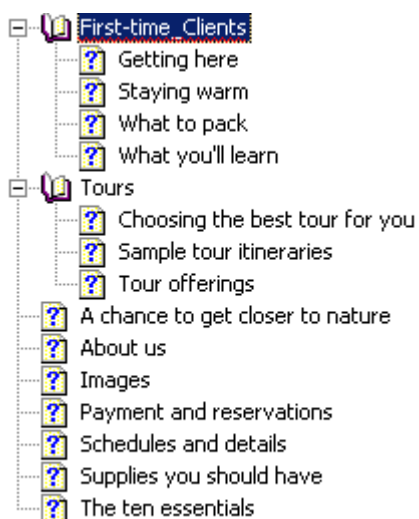 First-time_Clients
Getting here
Staying warm
What to pack
What you'll learn
Tours
Choosing the best tour for you
Sample tour itineraries
Tour offerings
A chance to get closer to nature
About us
Images
Payment and reservations
Schedules and details
Supplies you should have
The ten essentials